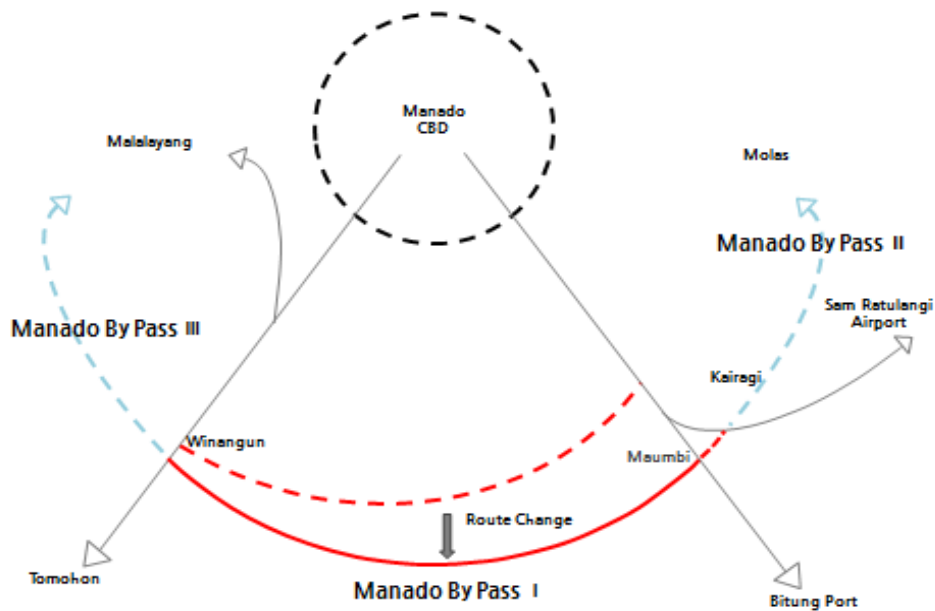 Manado
CBD
Malalayang
Molas
Manado By Pass II
Sam Ratulangi
Airport
Manado By Pass III
Kairagi
Winangun
Maumbi
Route Change
Tomohon
Manado By Pass I
Bitung Port